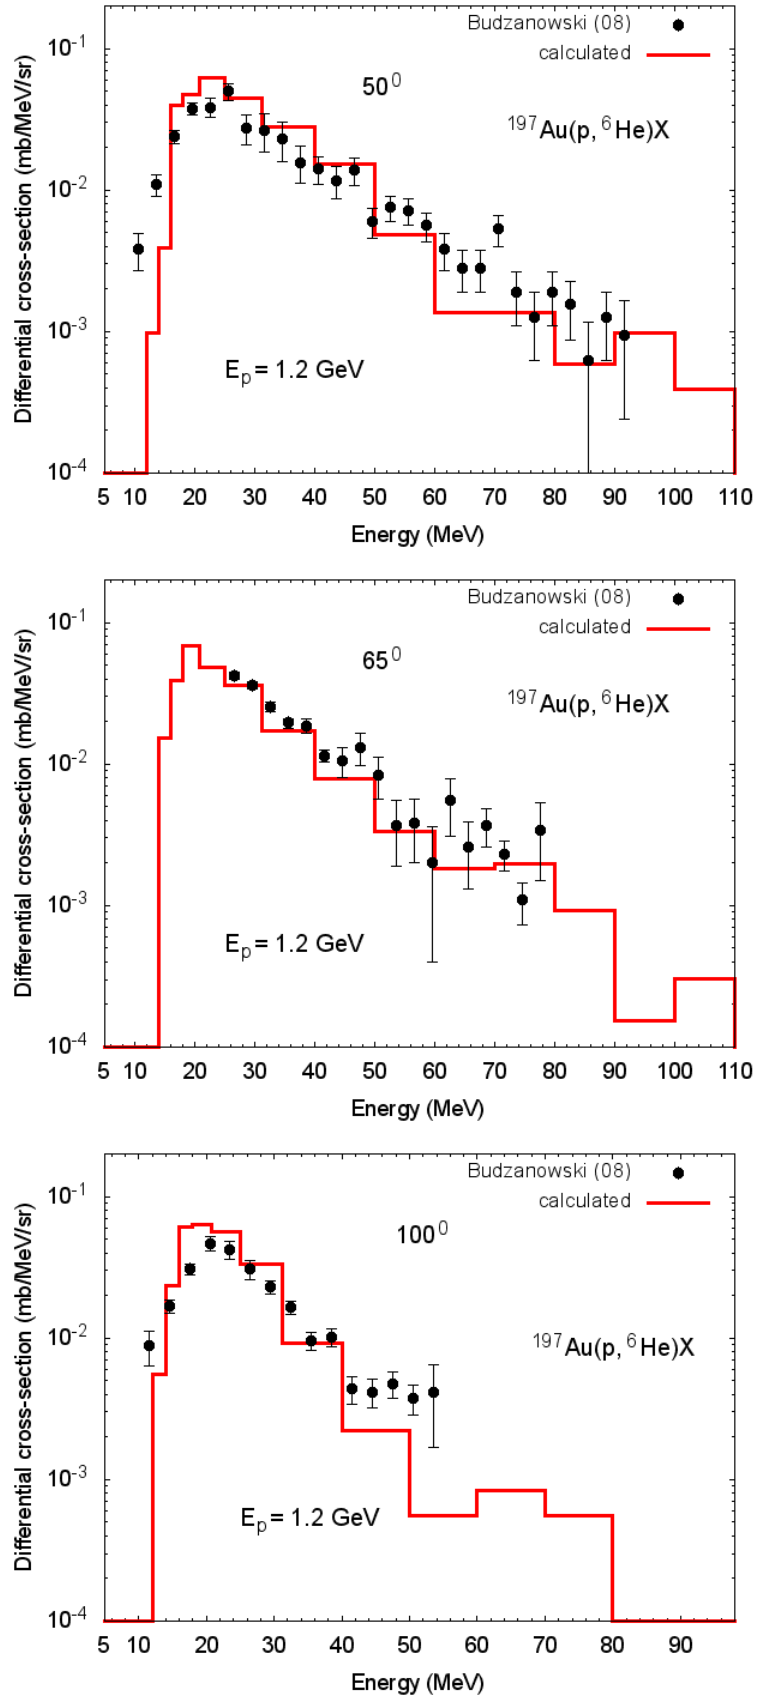 Budzanowski (08)
calculated
10⁻¹
50⁰
¹⁹⁷Au(p, ⁶He)X
10⁻²
Differential cross-section (mb/MeV/sr)
10⁻³
Eₚ = 1.2 GeV
10⁻⁴
5 10 20 30 40 50 60 70 80 90 100 110
Energy (MeV)
Budzanowski (08)
calculated
10⁻¹
65⁰
¹⁹⁷Au(p, ⁶He)X
10⁻²
Differential cross-section (mb/MeV/sr)
10⁻³
Eₚ = 1.2 GeV
10⁻⁴
5 10 20 30 40 50 60 70 80 90 100 110
Energy (MeV)
Budzanowski (08)
calculated
10⁻¹
100⁰
10⁻²
¹⁹⁷Au(p, ⁶He)X
Differential cross-section (mb/MeV/sr)
10⁻³
Eₚ = 1.2 GeV
10⁻⁴
5 10 20 30 40 50 60 70 80 90
Energy (MeV)